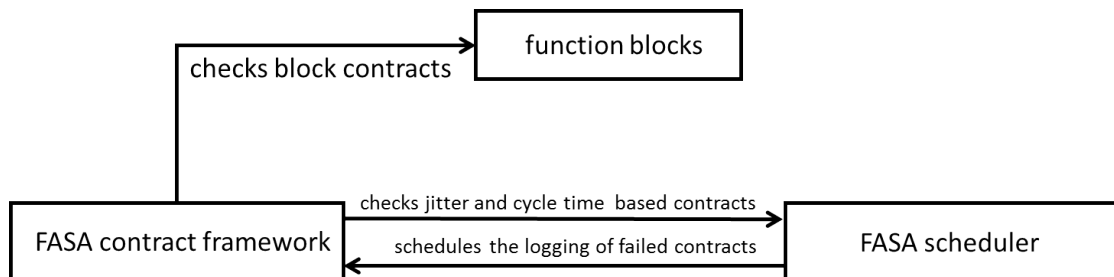 function blocks
checks block contracts
checks jitter and cycle time based contracts
FASA contract framework
schedules the logging of failed contracts
FASA scheduler